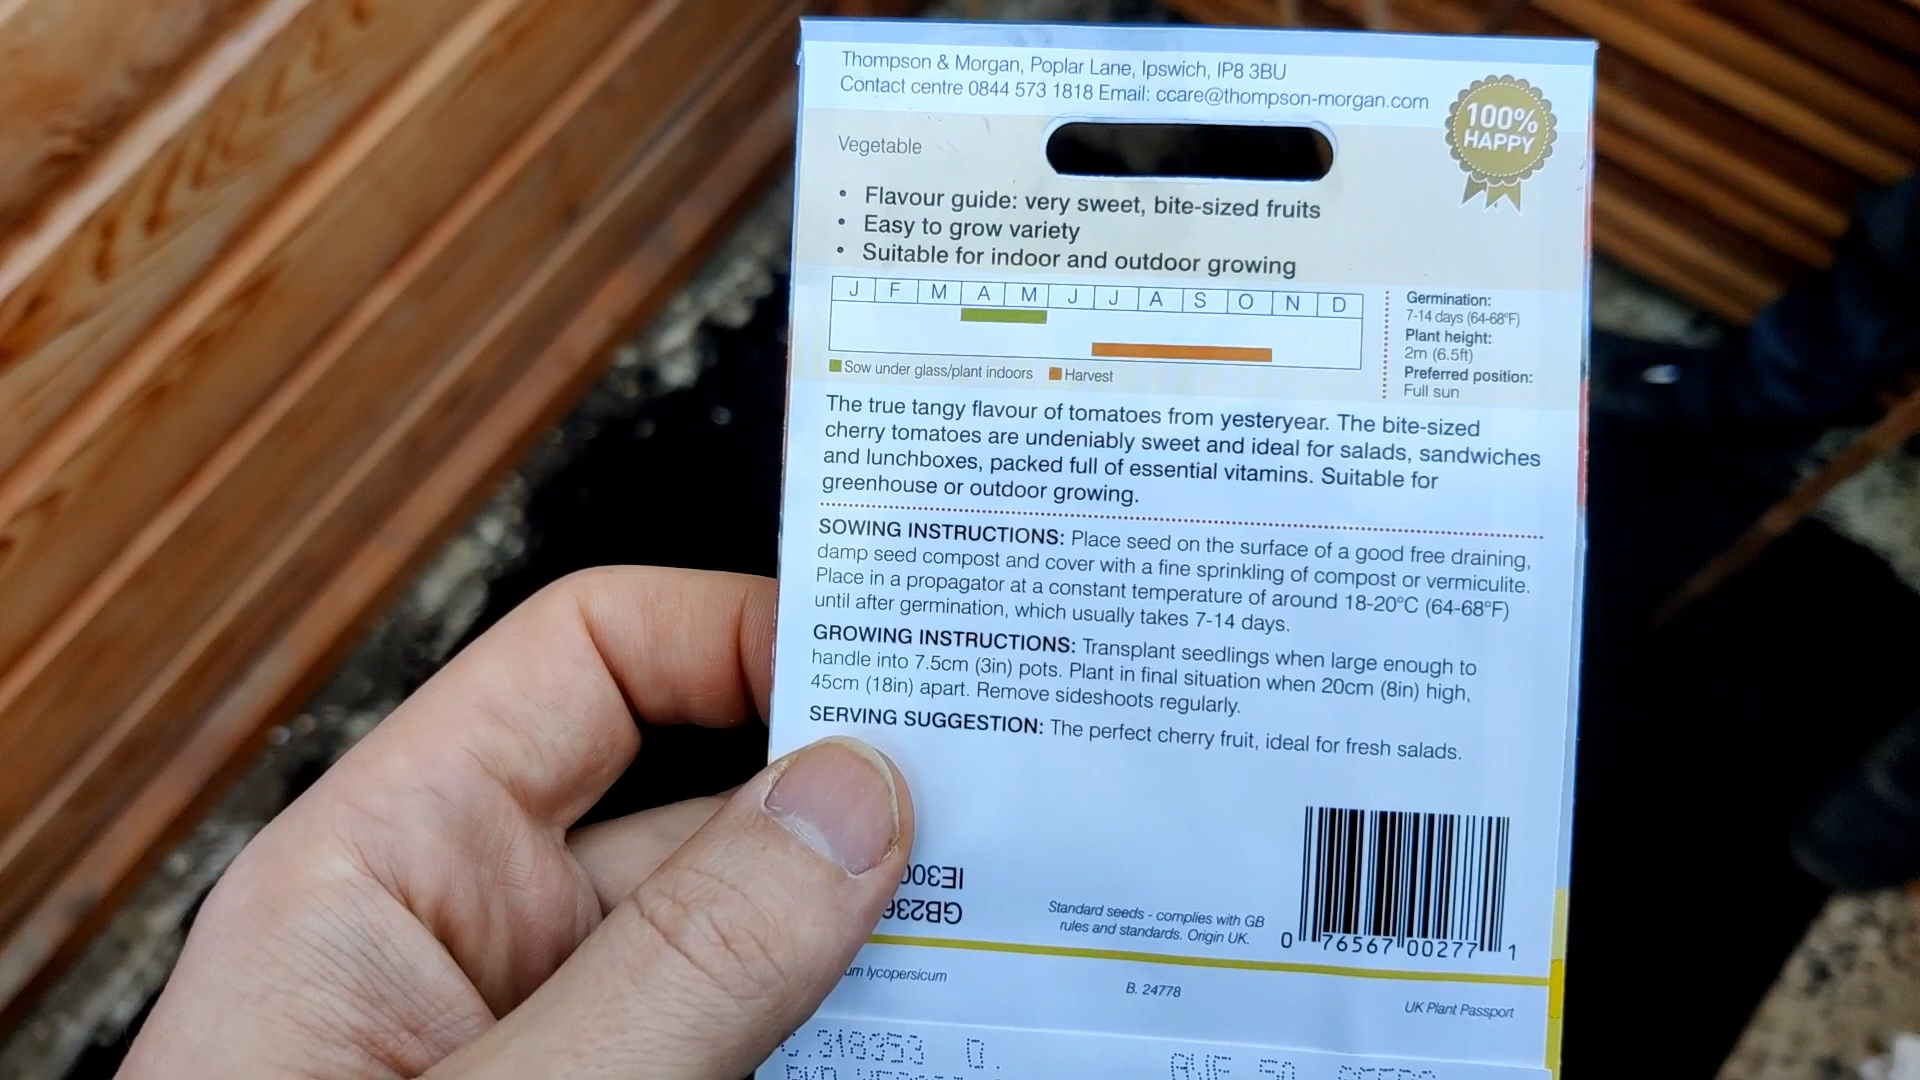 Thompson & Morgan, Poplar Lane, Ipswich, IP8 3BU
Contact centre 0844 573 1818 Email: ccare@thompson-morgan.com
100%
HAPPY
Vegetable
• Flavour guide: very sweet, bite-sized fruits
• Easy to grow variety
• Suitable for indoor and outdoor growing
J F M A M J J A S O N D
Sow under glass/plant indoors Harvest
Germination:
7-14 days (64-68°F)
Plant height:
2m (6.5ft)
Preferred position:
Full sun
The true tangy flavour of tomatoes from yesteryear. The bite-sized
cherry tomatoes are undeniably sweet and ideal for salads, sandwiches
and lunchboxes, packed full of essential vitamins. Suitable for
greenhouse or outdoor growing.
SOWING INSTRUCTIONS: Place seed on the surface of a good free draining,
damp seed compost and cover with a fine sprinkling of compost or vermiculite.
Place in a propagator at a constant temperature of around 18-20°C (64-68°F)
until after germination, which usually takes 7-14 days.
GROWING INSTRUCTIONS: Transplant seedlings when large enough to
handle into 7.5cm (3in) pots. Plant in final situation when 20cm (8in) high,
45cm (18in) apart. Remove sideshoots regularly.
SERVING SUGGESTION: The perfect cherry fruit, ideal for fresh salads.
Standard seeds - complies with GB
rules and standards. Origin UK.
0 76567 00277 1
lycopersicum
B. 24778
UK Plant Passport
AVE 50